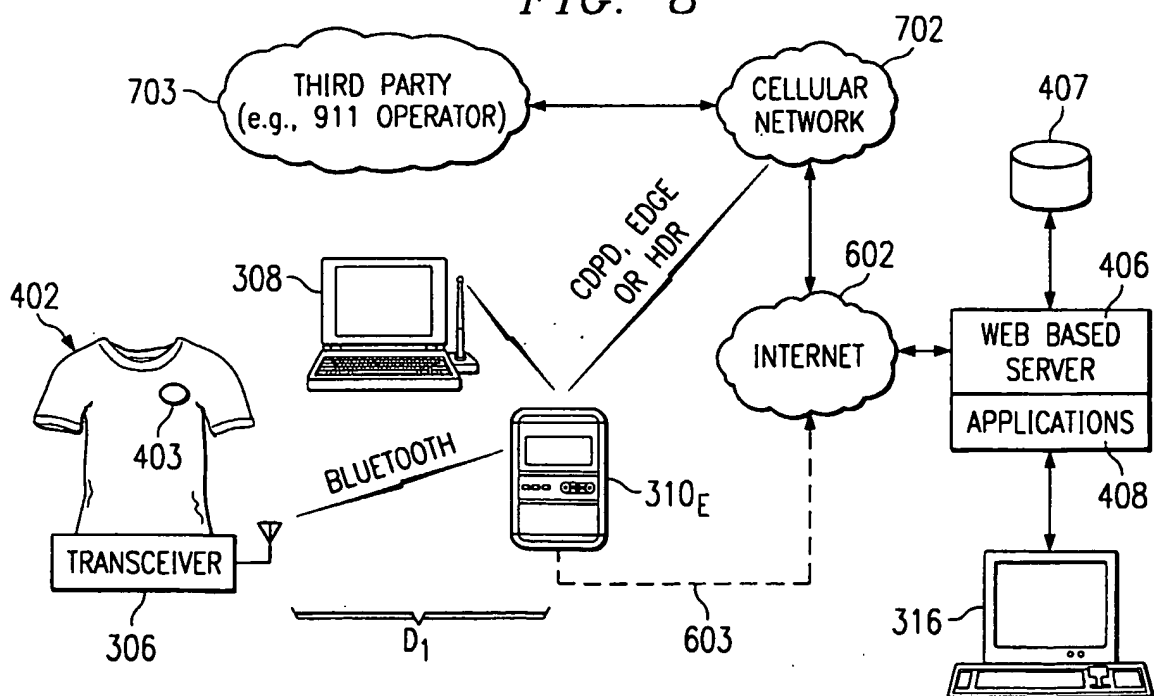 FIG. 8
702
703
THIRD PARTY
(e.g., 911 OPERATOR)
CELLULAR
NETWORK
407
CDPD, EDGE
OR HDR
308
602
406
402
INTERNET
WEB BASED
SERVER
APPLICATIONS
403
BLUETOOTH
310E
408
TRANSCEIVER
306
D1
603
316